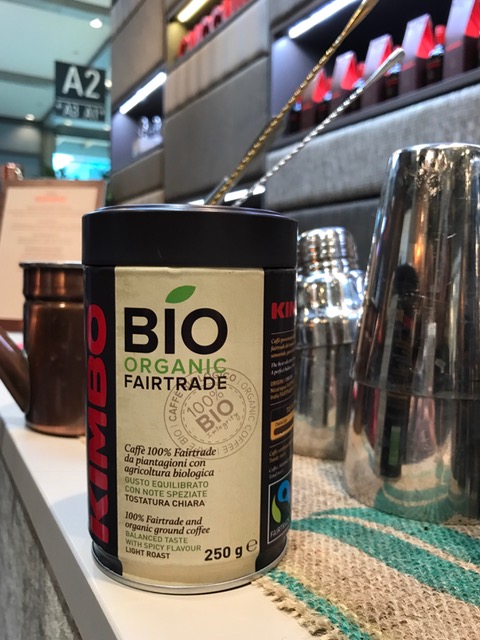 A2
KIMBO
BIO
ORGANIC
FAIRTRADE
100%
BIO
Caffè 100% Fairtrade
da piantagioni con
agricoltura biologica
GUSTO EQUILIBRATO
CON NOTE SPEZIATE
TOSTATURA CHIARA
100% Fairtrade and
organic ground coffee
BALANCED TASTE
WITH SPICY FLAVOUR
LIGHT ROAST
250 g ℮